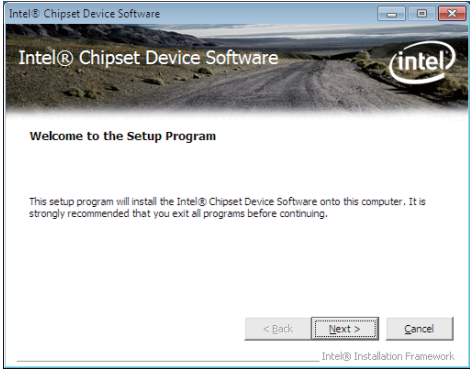 Intel® Chipset Device Software
Intel® Chipset Device Software
intel
Welcome to the Setup Program
This setup program will install the Intel® Chipset Device Software onto this computer. It is
strongly recommended that you exit all programs before continuing.
< Back Next > Cancel
Intel® Installation Framework